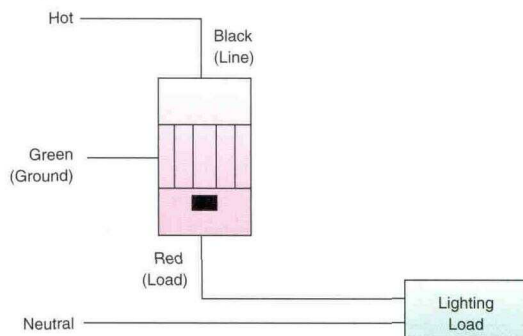 Hot
Black
(Line)
Green
(Ground)
Red
(Load)
Neutral
Lighting
Load